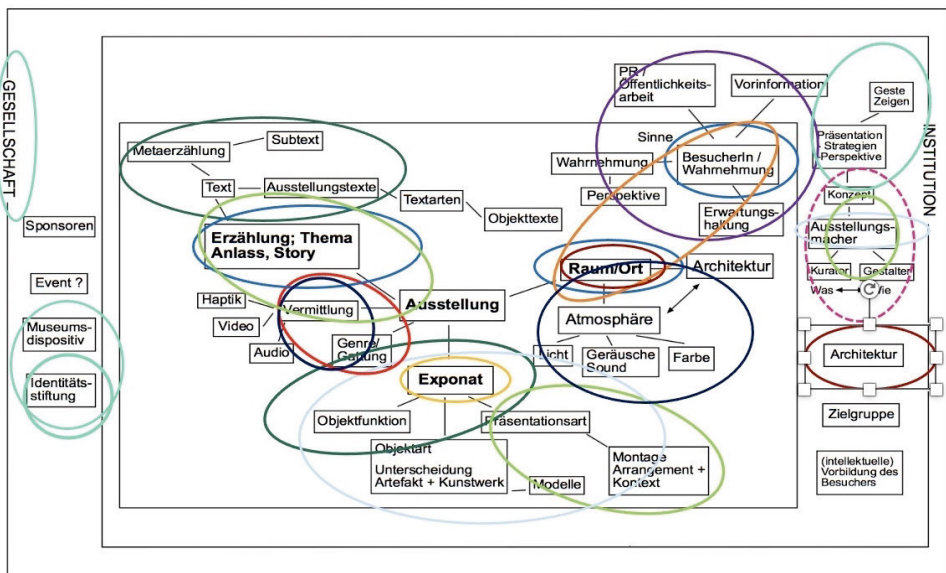 GESELLSCHAFT
Sponsoren
Event ?
Museums-
dispositiv
Identitäts-
stiftung
Metaerzählung
Subtext
Text
Ausstellungstexte
Textarten
Objekttexte
Erzählung; Thema
Anlass, Story
Haptik
Vermittlung
Video
Audio
Genre/
Gattung
Ausstellung
Exponat
Objektfunktion
Präsentationsart
Objektart
Unterscheidung
Artefakt + Kunstwerk
Modelle
Montage
Arrangement +
Kontext
PR /
Öffentlichkeits-
arbeit
Vorinformation
Sinne
Wahrnehmung
BesucherIn /
Wahrnehmung
Perspektive
Erwartungs-
haltung
Raum/Ort
Architektur
Atmosphäre
Licht
Geräusche
Sound
Farbe
INSTITUTION
Geste
Zeigen
Präsentation
Strategien
Perspektive
Konzept
Ausstellungs-
macher
Kurator
Gestalter
Was
Architektur
Zielgruppe
(intellektuelle)
Vorbildung des
Besuchers